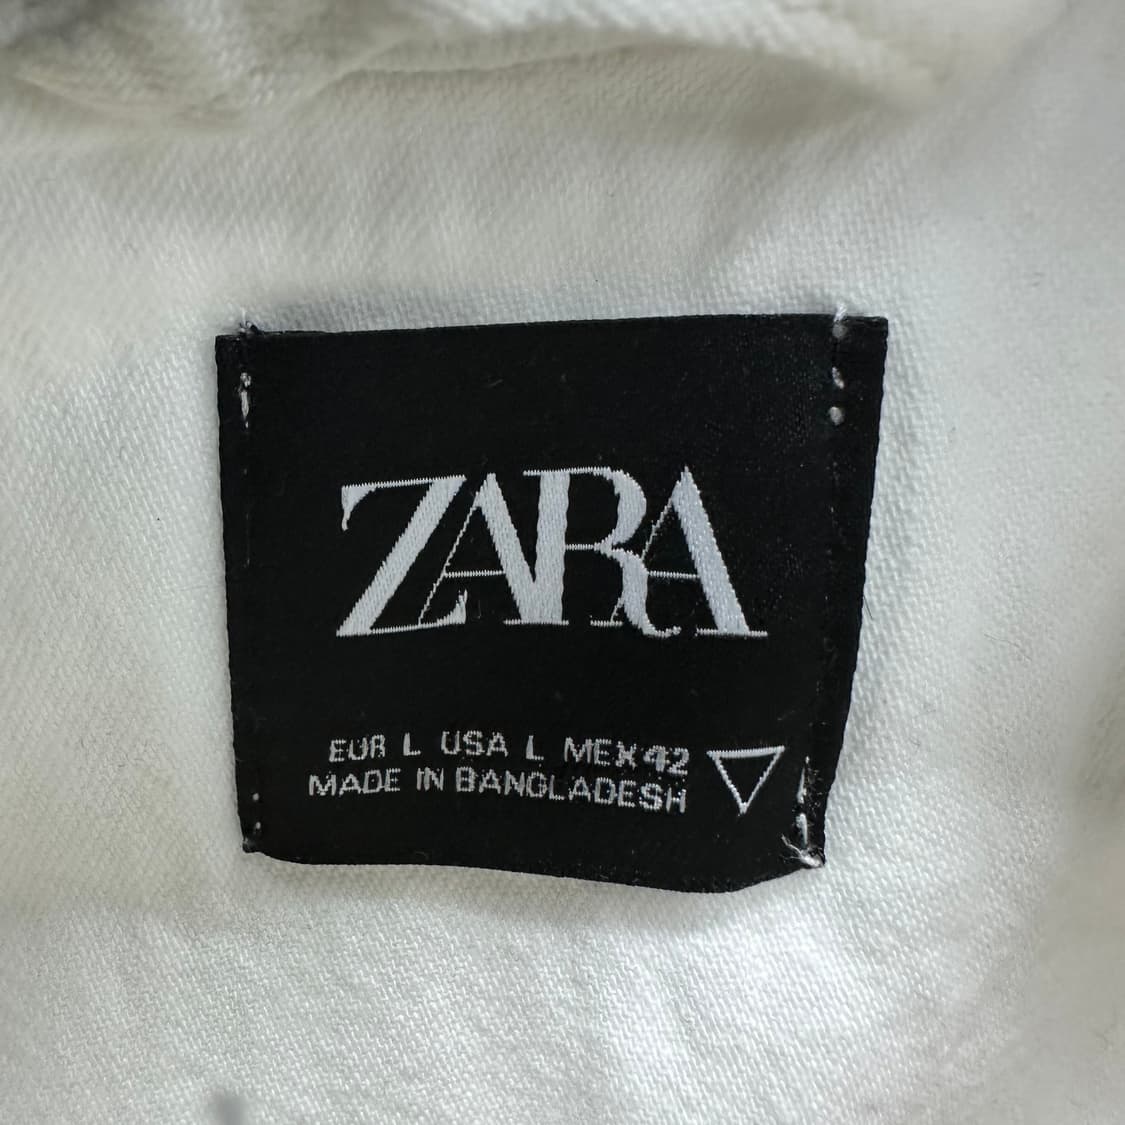 ZARA
EUR L USA L MEX 42
MADE IN BANGLADESH